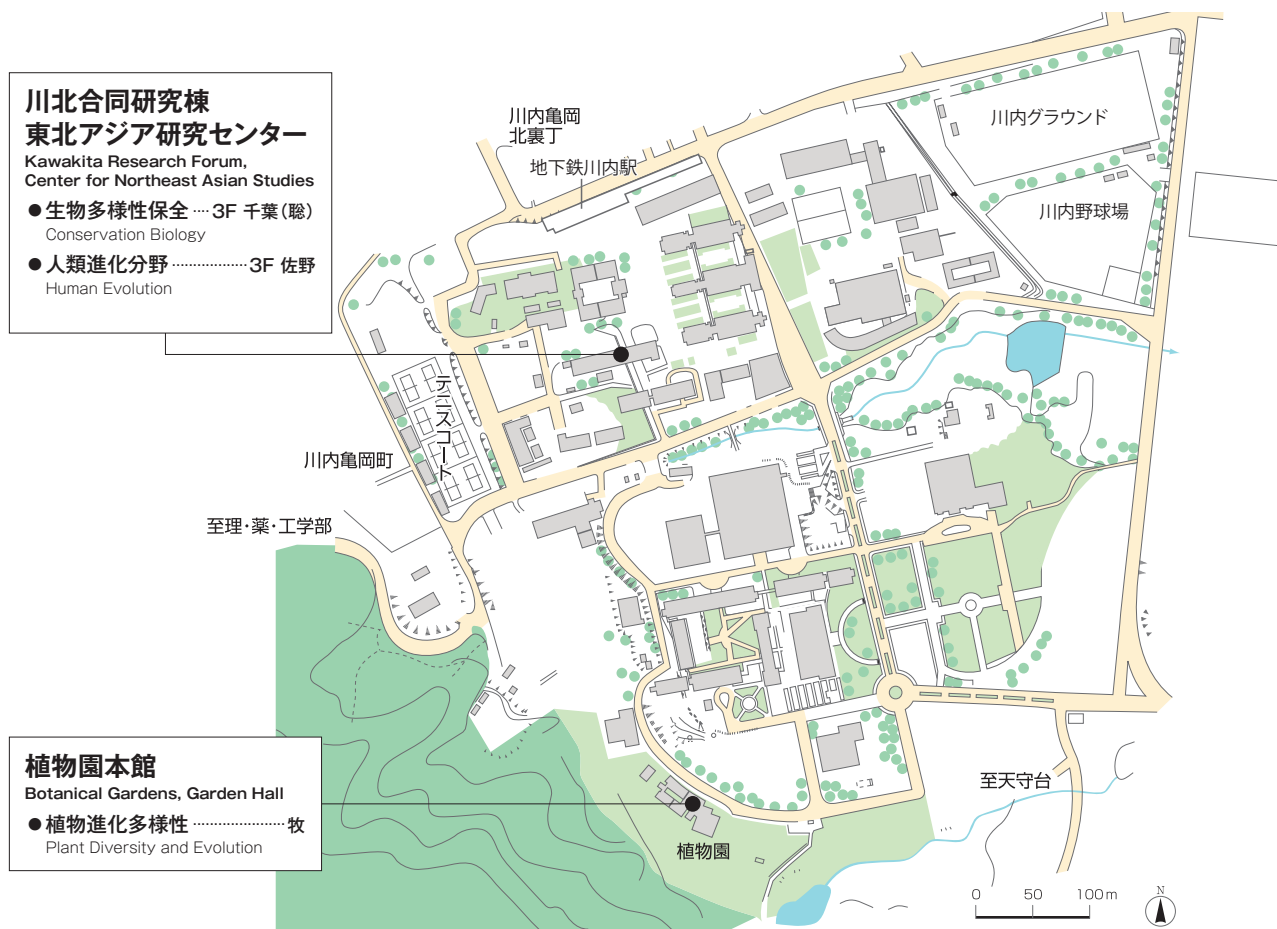 川北合同研究棟
東北アジア研究センター
Kawakita Research Forum,
Center for Northeast Asian Studies
●生物多様性保全 ····3F 千葉(聡)
Conservation Biology
●人類進化分野 ·················3F 佐野
Human Evolution
川内亀岡
北裏丁
地下鉄川内駅
川内グラウンド
川内野球場
テニスコート
川内亀岡町
至理・薬・工学部
植物園本館
Botanical Gardens, Garden Hall
●植物進化多様性 ·····················牧
Plant Diversity and Evolution
植物園
至天守台
0 50 100m
N